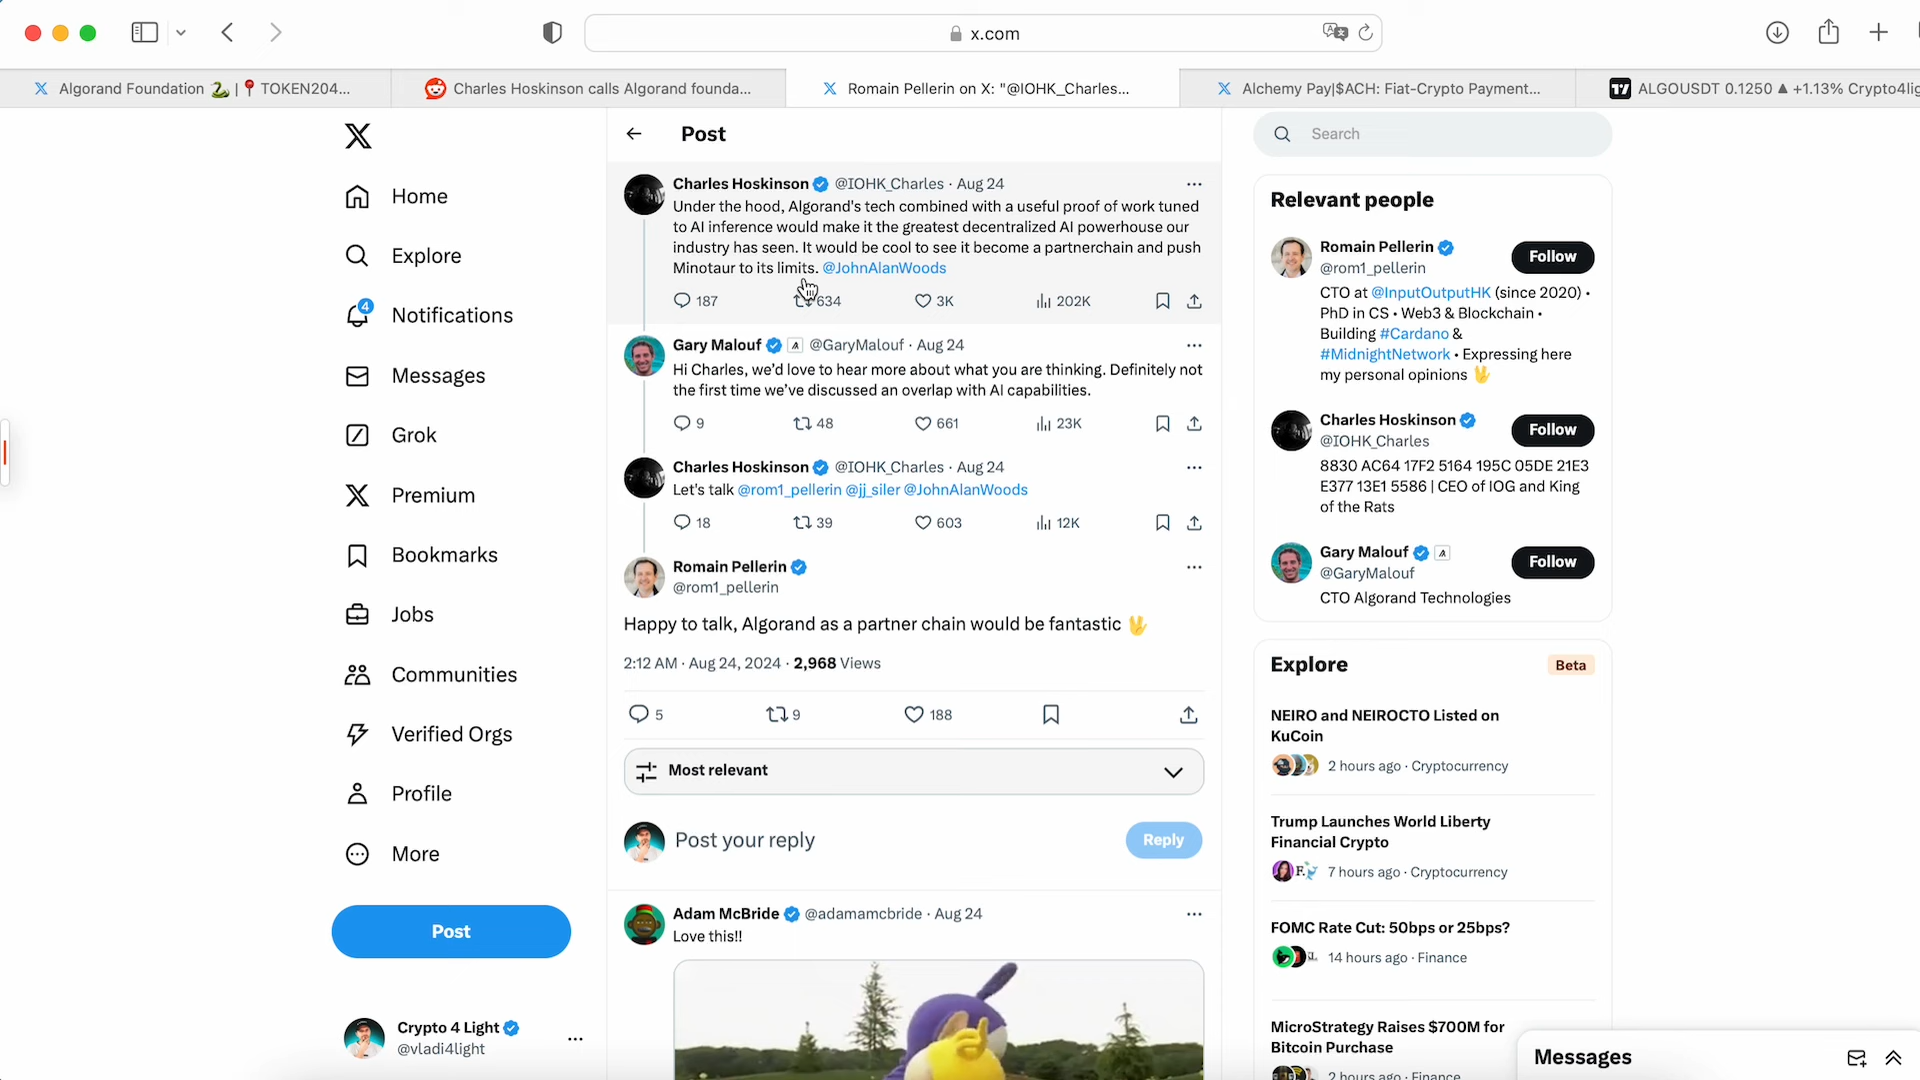 x.com
Algorand Foundation 🐍 | 📍 TOKEN204...
Charles Hoskinson calls Algorand founda...
Romain Pellerin on X: "@IOHK_Charles...
Alchemy Pay|$ACH: Fiat-Crypto Payment...
ALGOUSDT 0.1250 ▲ +1.13% Crypto4lig
Home
Explore
4
Notifications
Messages
Grok
Premium
Bookmarks
Jobs
Communities
Verified Orgs
Profile
More
Post
Crypto 4 Light
@vladi4light
Post
Charles Hoskinson @IOHK_Charles · Aug 24
Under the hood, Algorand's tech combined with a useful proof of work tuned
to AI inference would make it the greatest decentralized AI powerhouse our
industry has seen. It would be cool to see it become a partnerchain and push
Minotaur to its limits. @JohnAlanWoods
187 634 3K 202K
Gary Malouf @GaryMalouf · Aug 24
Hi Charles, we'd love to hear more about what you are thinking. Definitely not
the first time we've discussed an overlap with AI capabilities.
9 48 661 23K
Charles Hoskinson @IOHK_Charles · Aug 24
Let's talk @rom1_pellerin @jj_siler @JohnAlanWoods
18 39 603 12K
Romain Pellerin
@rom1_pellerin
Happy to talk, Algorand as a partner chain would be fantastic 🖖
2:12 AM · Aug 24, 2024 · 2,968 Views
5 9 188
Most relevant
Post your reply
Reply
Adam McBride @adamamcbride · Aug 24
Love this!!
Search
Relevant people
Romain Pellerin
@rom1_pellerin
Follow
CTO at @InputOutputHK (since 2020) •
PhD in CS • Web3 & Blockchain •
Building #Cardano &
#MidnightNetwork • Expressing here
my personal opinions 🖖
Charles Hoskinson
@IOHK_Charles
Follow
8830 AC64 17F2 5164 195C 05DE 21E3
E377 13E1 5586 | CEO of IOG and King
of the Rats
Gary Malouf
@GaryMalouf
Follow
CTO Algorand Technologies
Explore
Beta
NEIRO and NEIROCTO Listed on
KuCoin
2 hours ago · Cryptocurrency
Trump Launches World Liberty
Financial Crypto
7 hours ago · Cryptocurrency
FOMC Rate Cut: 50bps or 25bps?
14 hours ago · Finance
MicroStrategy Raises $700M for
Bitcoin Purchase
2 hours ago · Finance
Messages